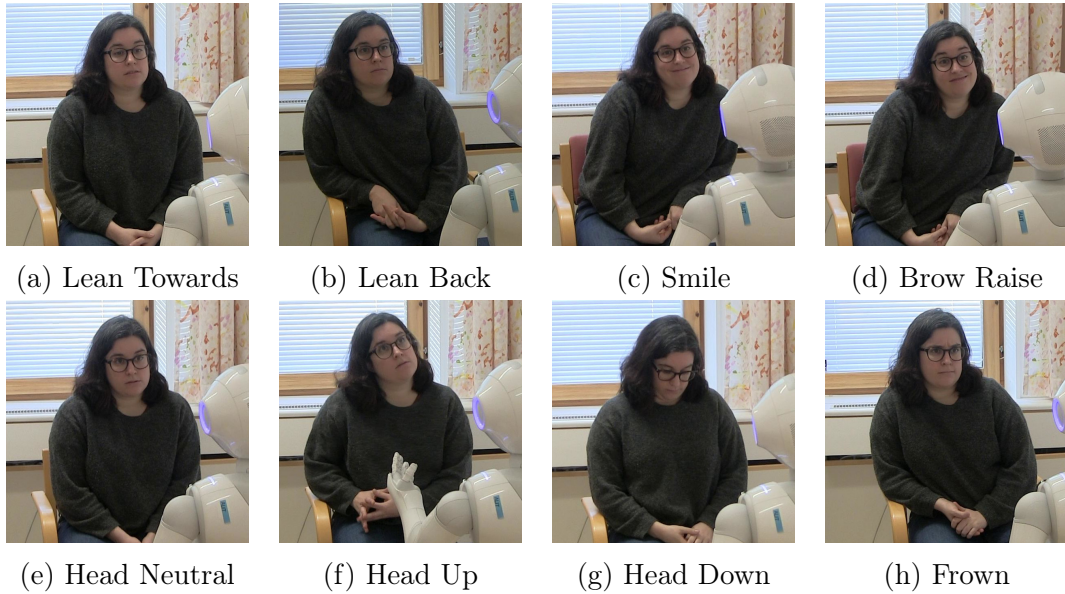 (a) Lean Towards
(b) Lean Back
(c) Smile
(d) Brow Raise
(e) Head Neutral
(f) Head Up
(g) Head Down
(h) Frown